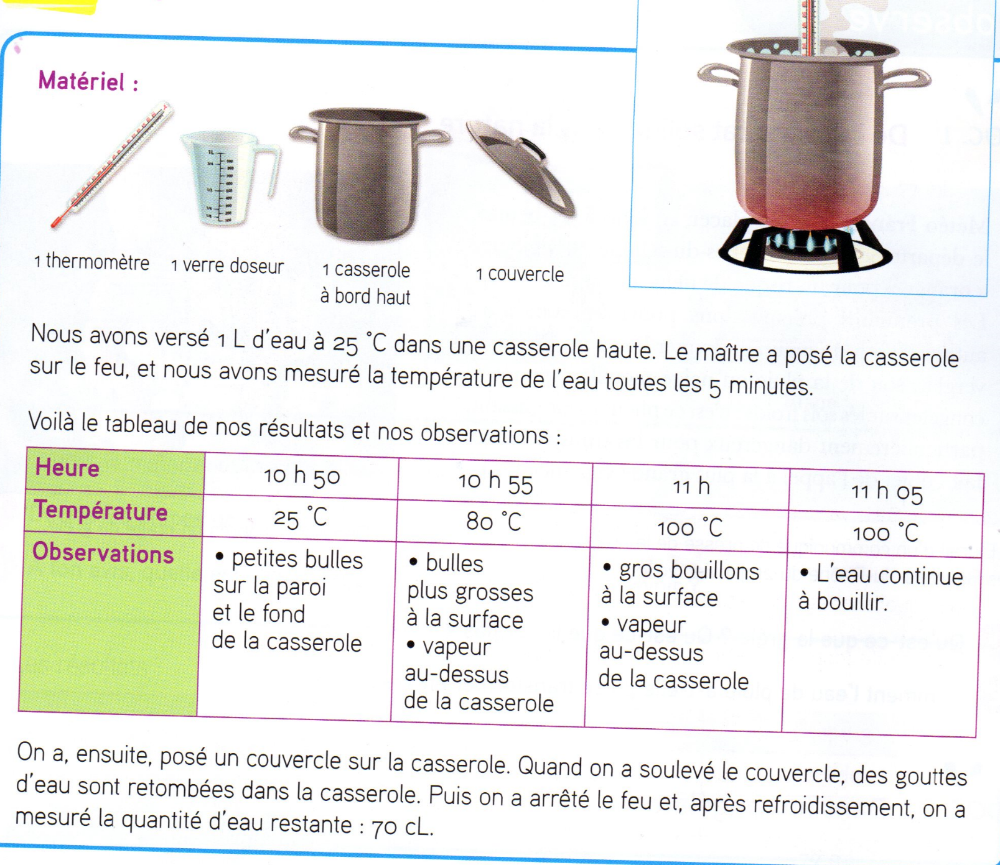 Matériel :
1 thermomètre
1 verre doseur
1 casserole
à bord haut
1 couvercle
Nous avons versé 1 L d'eau à 25 °C dans une casserole haute. Le maître a posé la casserole
sur le feu, et nous avons mesuré la température de l'eau toutes les 5 minutes.
Voilà le tableau de nos résultats et nos observations :
Heure
10 h 50
10 h 55
11 h
11 h 05
Température
25 °C
80 °C
100 °C
100 °C
Observations
• petites bulles
sur la paroi
et le fond
de la casserole
• bulles
plus grosses
à la surface
• vapeur
au-dessus
de la casserole
• gros bouillons
à la surface
• vapeur
au-dessus
de la casserole
• L'eau continue
à bouillir.
On a, ensuite, posé un couvercle sur la casserole. Quand on a soulevé le couvercle, des gouttes
d'eau sont retombées dans la casserole. Puis on a arrêté le feu et, après refroidissement, on a
mesuré la quantité d'eau restante : 70 cL.